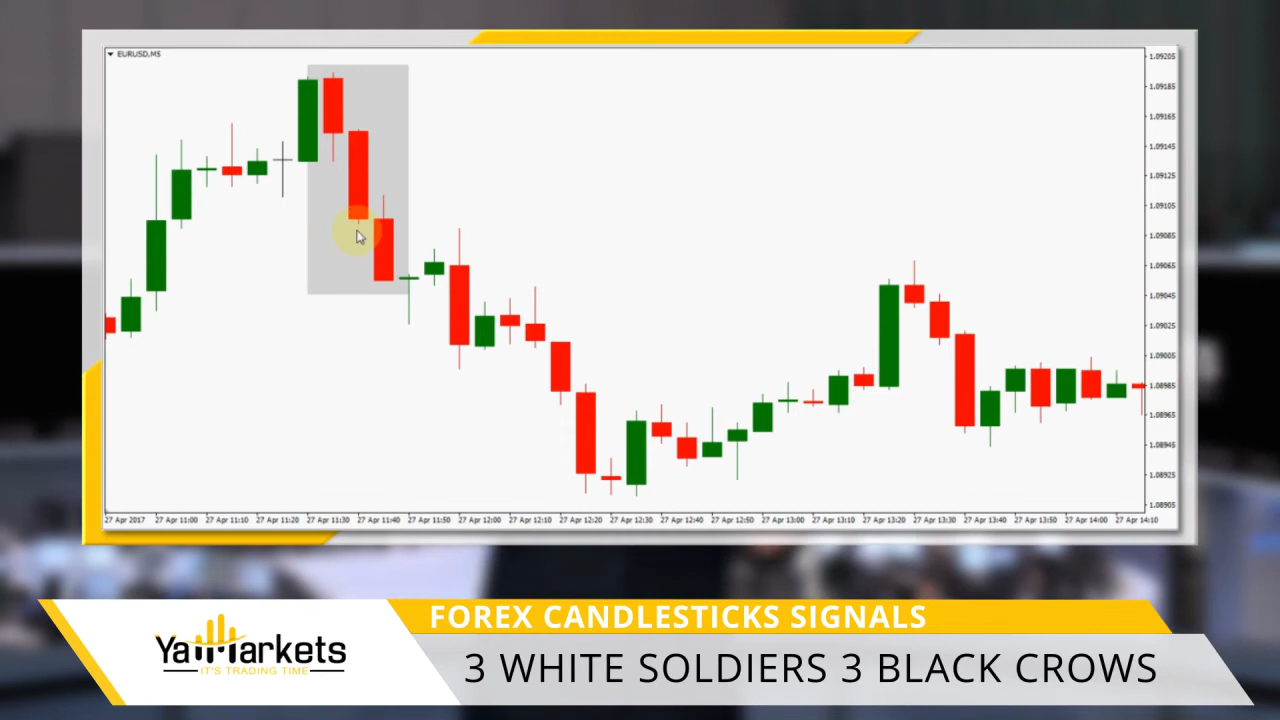 EURUSD,M5
1.09205
1.09185
1.09165
1.09145
1.09125
1.09105
1.09085
1.09065
1.09045
1.09025
1.09005
1.08985
1.08965
1.08945
1.08925
1.08905
27 Apr 2017 27 Apr 11:00 27 Apr 11:10 27 Apr 11:20 27 Apr 11:30 27 Apr 11:40 27 Apr 11:50 27 Apr 12:00 27 Apr 12:10 27 Apr 12:20 27 Apr 12:30 27 Apr 12:40 27 Apr 12:50 27 Apr 13:00 27 Apr 13:10 27 Apr 13:20 27 Apr 13:30 27 Apr 13:40 27 Apr 13:50 27 Apr 14:00 27 Apr 14:10
FOREX CANDLESTICKS SIGNALS
YaMarkets
IT'S TRADING TIME
3 WHITE SOLDIERS 3 BLACK CROWS